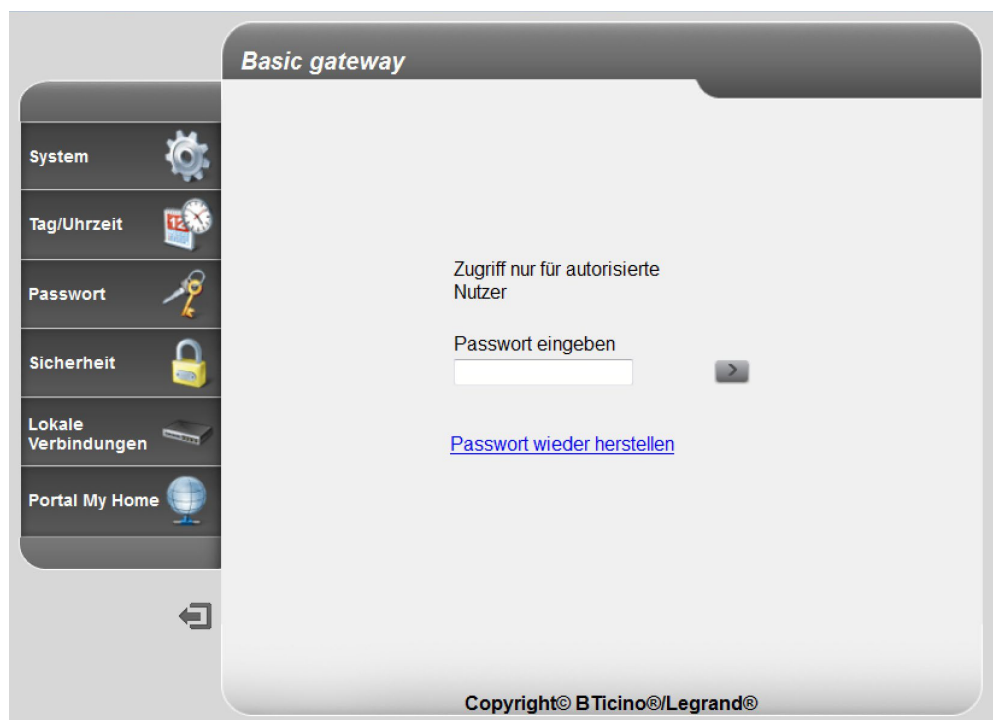 Basic gateway
System
Tag/Uhrzeit
Passwort
Sicherheit
Lokale
Verbindungen
Portal My Home
Zugriff nur für autorisierte
Nutzer
Passwort eingeben
>
Passwort wieder herstellen
Copyright© BTicino®/Legrand®